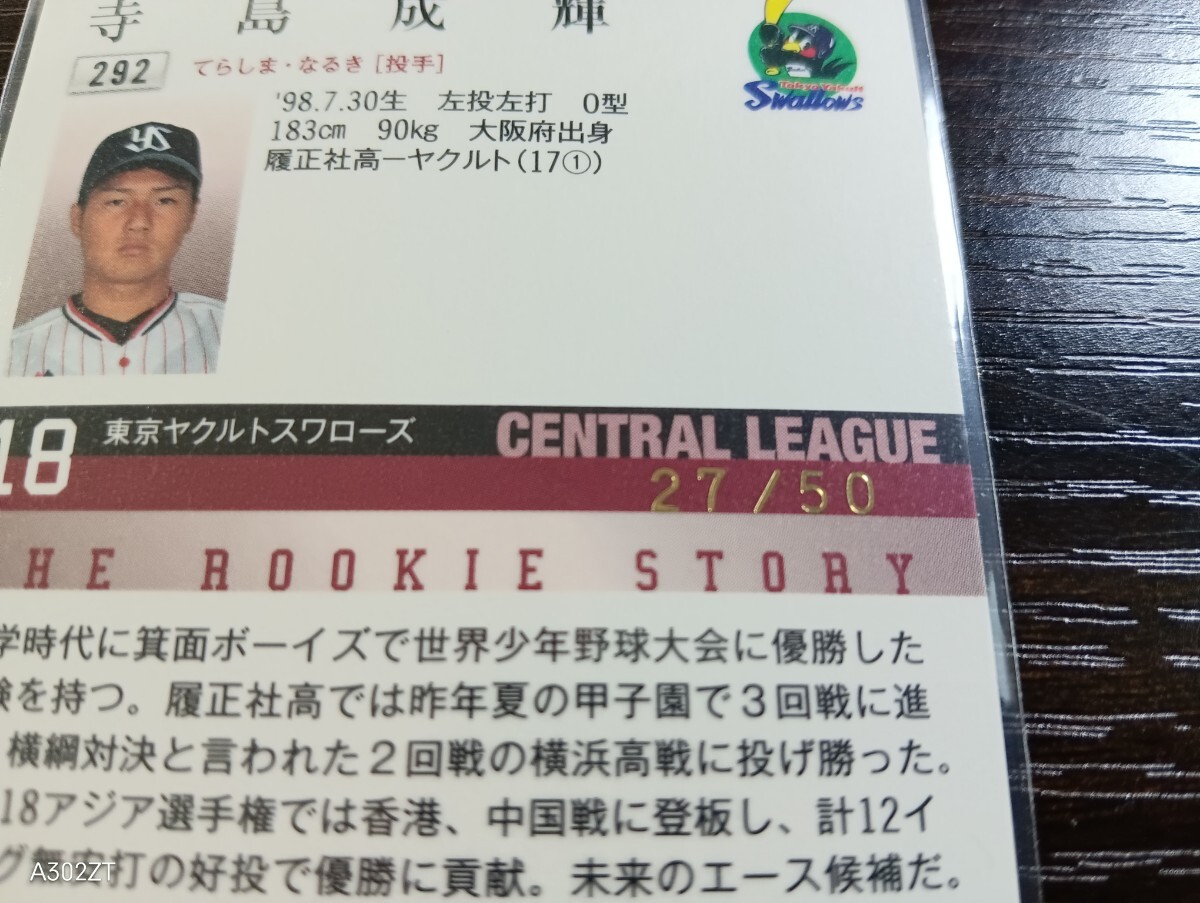 寺島成輝
292 てらしま・なるき [投手]
Tokyo Yakult
Swallows
'98.7.30生 左投左打 O型
183cm 90kg 大阪府出身
履正社高ーヤクルト(17①)
YS
18 東京ヤクルトスワローズ CENTRAL LEAGUE
27/50
HE ROOKIE STORY
学時代に箕面ボーイズで世界少年野球大会に優勝した
験を持つ。履正社高では昨年夏の甲子園で3回戦に進
横綱対決と言われた2回戦の横浜高戦に投げ勝った。
18アジア選手権では香港、中国戦に登板し、計12イ
グ無安打の好投で優勝に貢献。未来のエース候補だ。
A302ZT